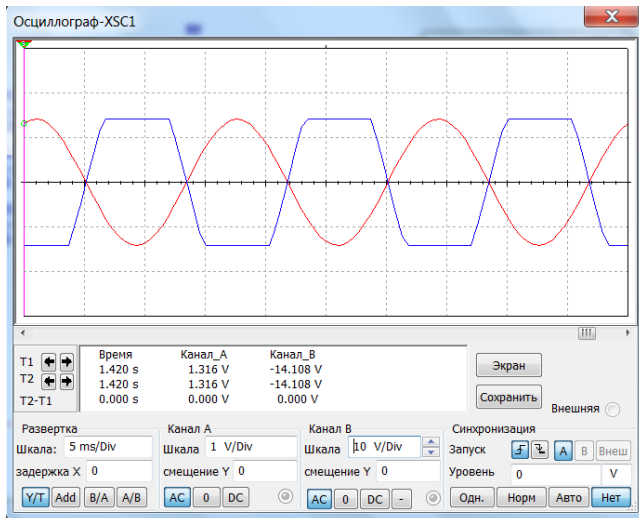 Осциллограф-XSC1
X
T1
T2
T2-T1
Время Канал_A Канал_B
1.420 s 1.316 V -14.108 V
1.420 s 1.316 V -14.108 V
0.000 s 0.000 V 0.000 V
Экран
Сохранить
Внешняя
Развертка
Шкала: 5 ms/Div
задержка X 0
Y/T Add B/A A/B
Канал A
Шкала 1 V/Div
смещение Y 0
AC 0 DC
Канал B
Шкала 10 V/Div
смещение Y 0
AC 0 DC -
Синхронизация
Запуск A B Внеш
Уровень 0 V
Одн. Норм Авто Нет